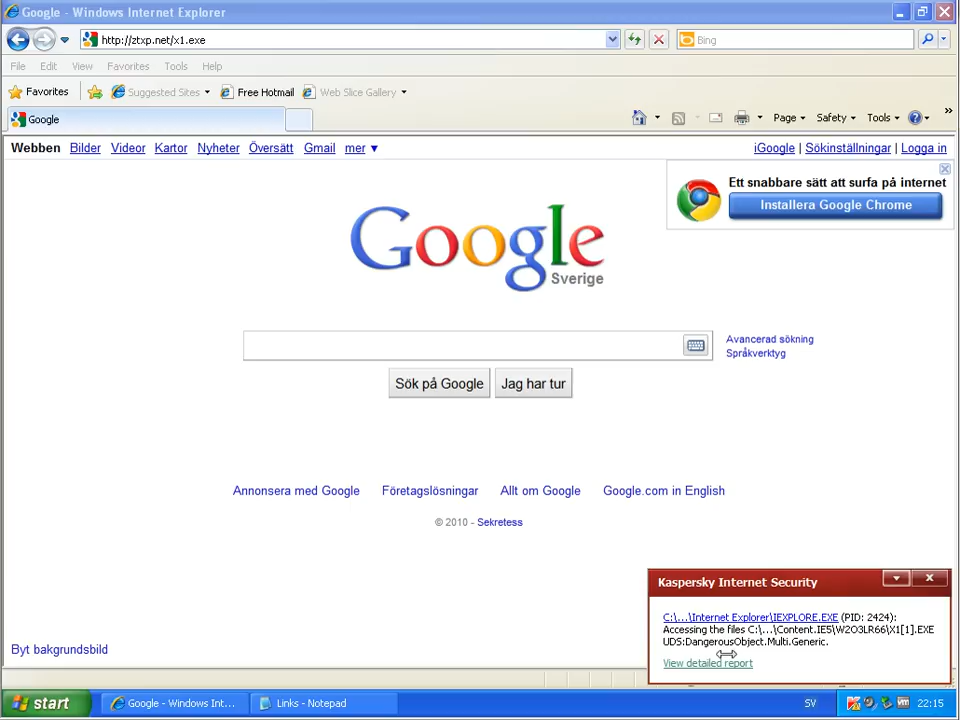 Google - Windows Internet Explorer
http://ztxp.net/x1.exe
Bing
File Edit View Favorites Tools Help
Favorites Suggested Sites Free Hotmail Web Slice Gallery
Google
Page Safety Tools
Webben Bilder Videor Kartor Nyheter Översätt Gmail mer ▼
iGoogle | Sökinställningar | Logga in
Ett snabbare sätt att surfa på internet
Installera Google Chrome
Google
Sverige
Avancerad sökning
Språkverktyg
Sök på Google Jag har tur
Annonsera med Google Företagslösningar Allt om Google Google.com in English
© 2010 - Sekretess
Kaspersky Internet Security
C:\...\Internet Explorer\IEXPLORE.EXE (PID: 2424):
Accessing the files C:\...\Content.IE5\W2O3LR66\X1[1].EXE
UDS:DangerousObject.Multi.Generic.
View detailed report
Byt bakgrundsbild
start Google - Windows Int... Links - Notepad SV 22:15